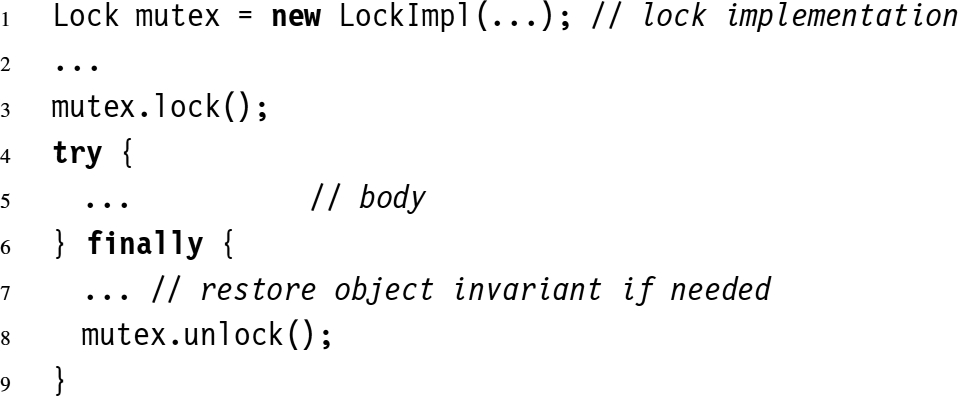 1 Lock mutex = new LockImpl(...); // lock implementation
2 ...
3 mutex.lock();
4 try {
5   ...            // body
6 } finally {
7   ... // restore object invariant if needed
8   mutex.unlock();
9 }